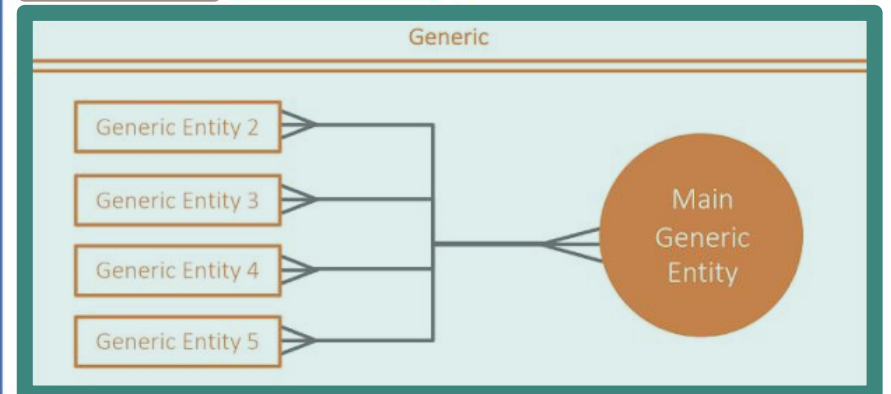 Generic
Generic Entity 2
Generic Entity 3
Generic Entity 4
Generic Entity 5
Main
Generic
Entity